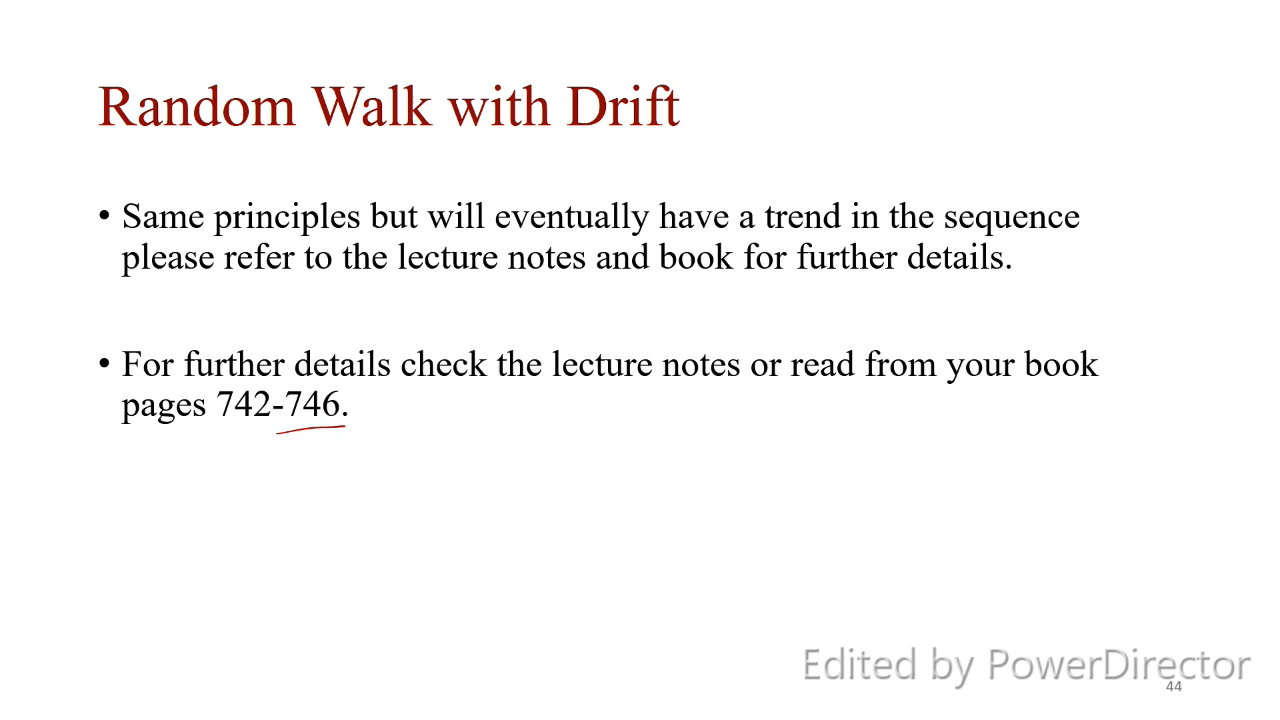 Random Walk with Drift
• Same principles but will eventually have a trend in the sequence
please refer to the lecture notes and book for further details.
• For further details check the lecture notes or read from your book
pages 742-746.
Edited by PowerDirector
44